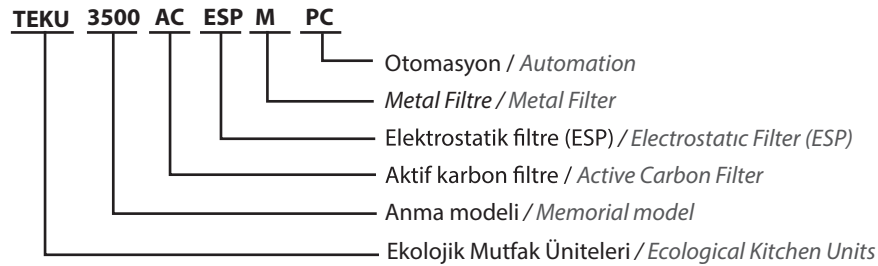 TEKU 3500 AC ESP M PC
Otomasyon / Automation
Metal Filtre / Metal Filter
Elektrostatik filtre (ESP) / Electrostatıc Filter (ESP)
Aktif karbon filtre / Active Carbon Filter
Anma modeli / Memorial model
Ekolojik Mutfak Üniteleri / Ecological Kitchen Units